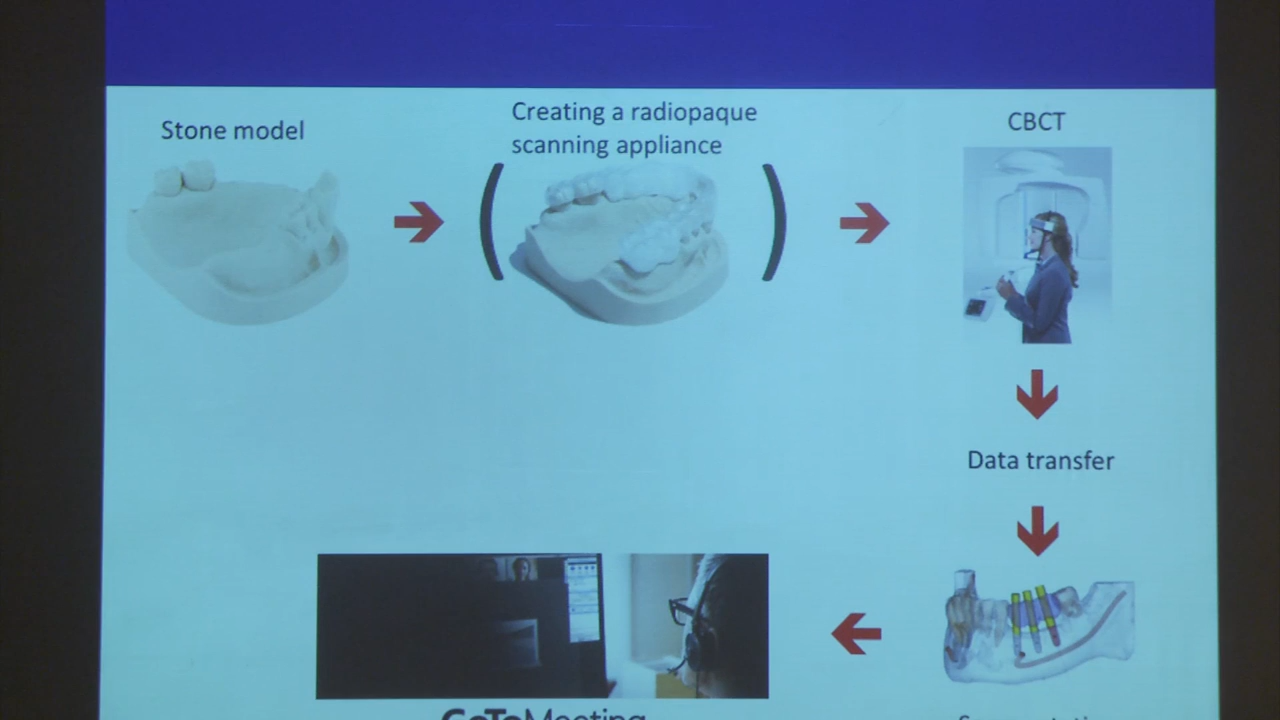 Stone model
Creating a radiopaque
scanning appliance
CBCT
Data transfer
GoToMeeting